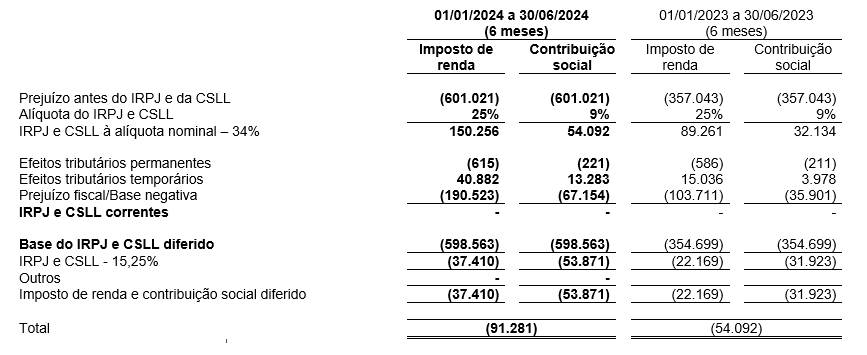 01/01/2024 a 30/06/2024 01/01/2023 a 30/06/2023
(6 meses) (6 meses)
Imposto de Contribuição Imposto de Contribuição
renda social renda social
Prejuízo antes do IRPJ e da CSLL (601.021) (601.021) (357.043) (357.043)
Alíquota do IRPJ e CSLL 25% 9% 25% 9%
IRPJ e CSLL à alíquota nominal – 34% 150.256 54.092 89.261 32.134
Efeitos tributários permanentes (615) (221) (586) (211)
Efeitos tributários temporários 40.882 13.283 15.036 3.978
Prejuízo fiscal/Base negativa (190.523) (67.154) (103.711) (35.901)
IRPJ e CSLL correntes - - - -
Base do IRPJ e CSLL diferido (598.563) (598.563) (354.699) (354.699)
IRPJ e CSLL - 15,25% (37.410) (53.871) (22.169) (31.923)
Outros - -
Imposto de renda e contribuição social diferido (37.410) (53.871) (22.169) (31.923)
Total (91.281) (54.092)